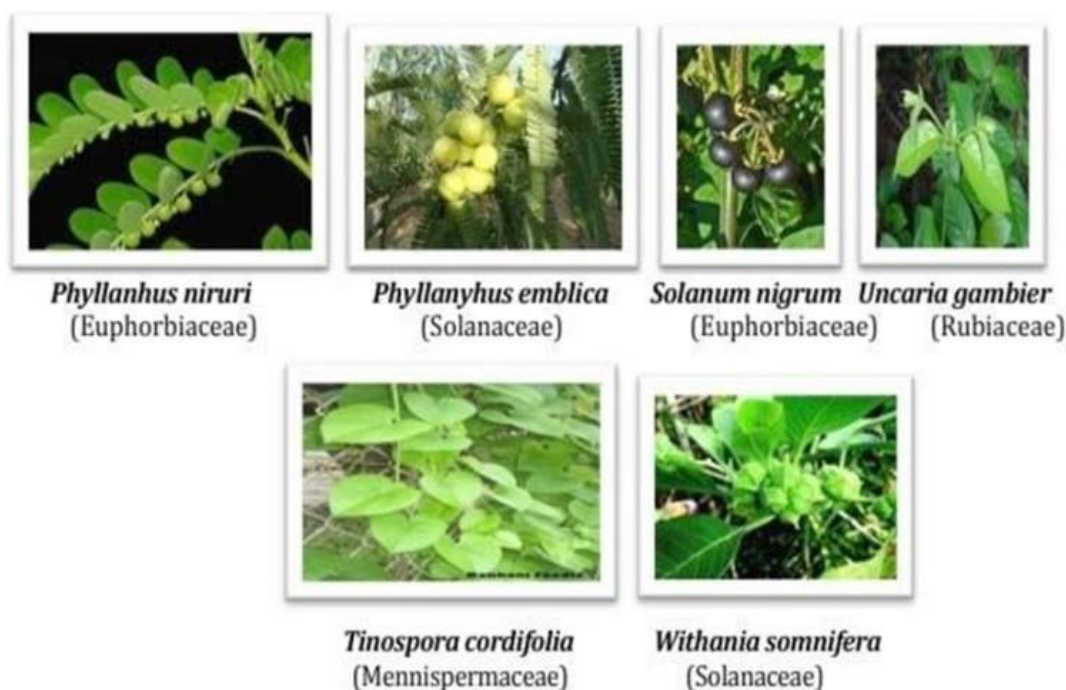 Phyllanhus niruri
(Euphorbiaceae)
Phyllanyhus emblica
(Solanaceae)
Solanum nigrum
(Euphorbiaceae)
Uncaria gambier
(Rubiaceae)
Tinospora cordifolia
(Mennispermaceae)
Withania somnifera
(Solanaceae)